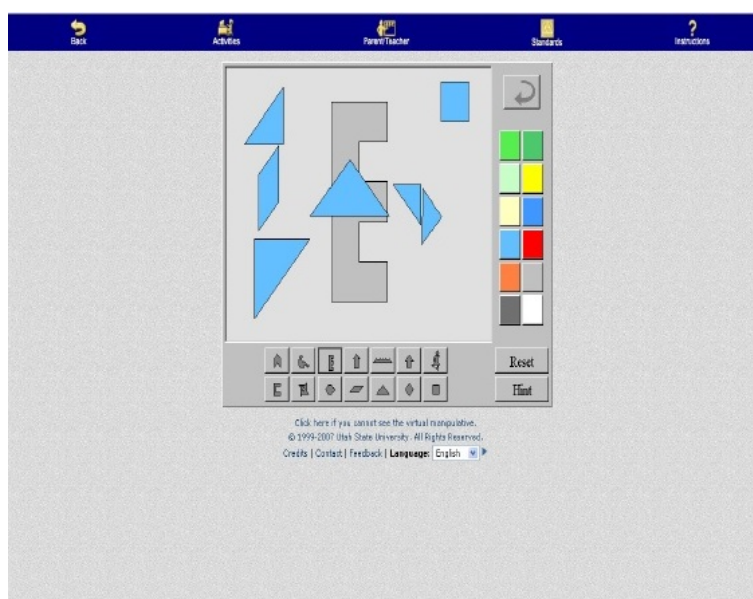 Back
Activities
Parent/Teacher
Standards
Instructions
Reset
Hint
Click here if you cannot see the virtual manipulative.
© 1999-2007 Utah State University. All Rights Reserved.
Credits | Contact | Feedback | Language: English